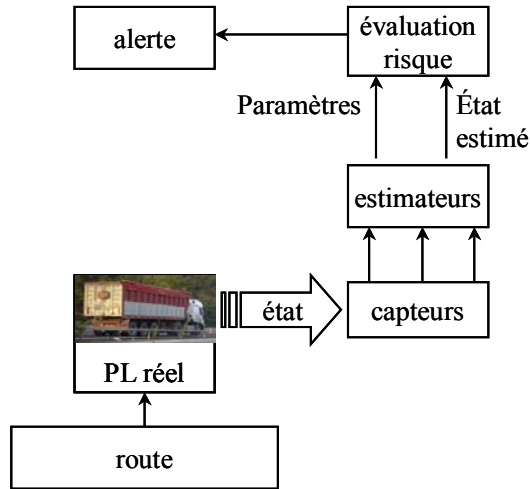 alerte
évaluation
risque
Paramètres
État
estimé
estimateurs
état
capteurs
PL réel
route